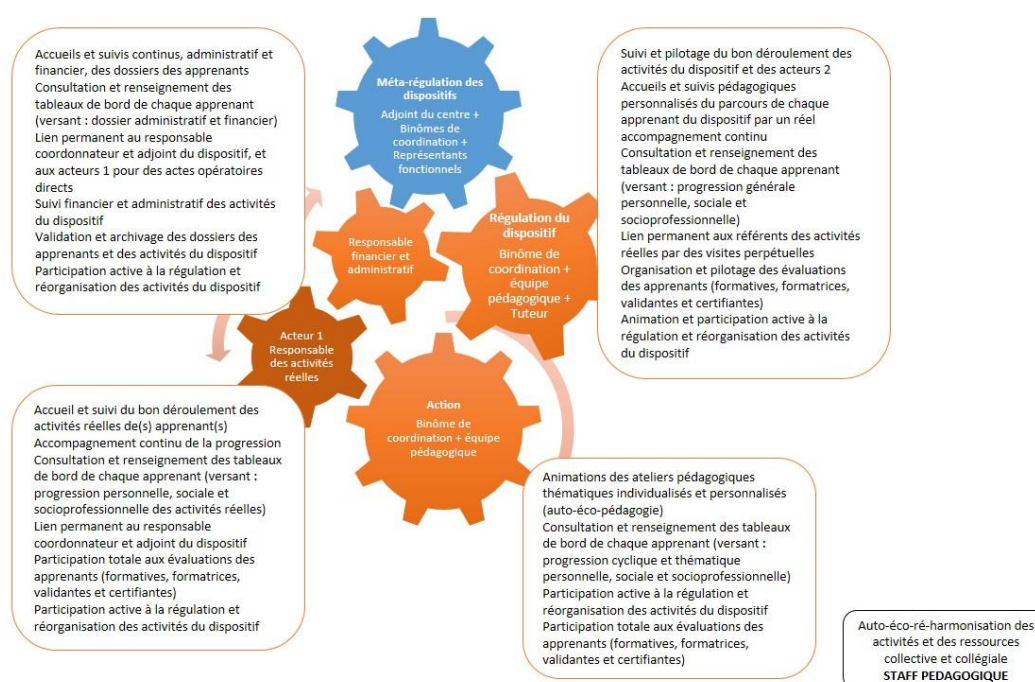 Accueils et suivis continus, administratif et
financier, des dossiers des apprenants
Consultation et renseignement des
tableaux de bord de chaque apprenant
(versant : dossier administratif et financier)
Lien permanent au responsable
coordonnateur et adjoint du dispositif, et
aux acteurs 1 pour des actes opératoires
directs
Suivi financier et administratif des activités
du dispositif
Validation et archivage des dossiers des
apprenants et des activités du dispositif
Participation active à la régulation et
réorganisation des activités du dispositif
Méta-régulation des
dispositifs
Adjoint du centre +
Binômes de
coordination +
Représentants
fonctionnels
Suivi et pilotage du bon déroulement des
activités du dispositif et des acteurs 2
Accueils et suivis pédagogiques
personnalisés du parcours de chaque
apprenant du dispositif par un réel
accompagnement continu
Consultation et renseignement des
tableaux de bord de chaque apprenant
(versant : progression générale
personnelle, sociale et
socioprofessionnelle)
Lien permanent aux référents des activités
réelles par des visites perpétuelles
Organisation et pilotage des évaluations
des apprenants (formatives, formatrices,
validantes et certifiantes)
Animation et participation active à la
régulation et réorganisation des activités
du dispositif
Responsable
financier et
administratif
Régulation du
dispositif
Binôme de
coordination +
équipe
pédagogique +
Tuteur
Acteur 1
Responsable
des activités
réelles
Action
Binôme de
coordination + équipe
pédagogique
Accueil et suivi du bon déroulement des
activités réelles de(s) apprenant(s)
Accompagnement continu de la progression
Consultation et renseignement des tableaux
de bord de chaque apprenant (versant :
progression personnelle, sociale et
socioprofessionnelle des activités réelles)
Lien permanent au responsable
coordonnateur et adjoint du dispositif
Participation totale aux évaluations des
apprenants (formatives, formatrices,
validantes et certifiantes)
Participation active à la régulation et
réorganisation des activités du dispositif
Animations des ateliers pédagogiques
thématiques individualisés et personnalisés
(auto-éco-pédagogie)
Consultation et renseignement des tableaux
de bord de chaque apprenant (versant :
progression cyclique et thématique
personnelle, sociale et socioprofessionnelle)
Participation active à la régulation et
réorganisation des activités du dispositif
Participation totale aux évaluations des
apprenants (formatives, formatrices,
validantes et certifiantes)
Auto-éco-ré-harmonisation des
activités et des ressources
collective et collégiale
STAFF PEDAGOGIQUE